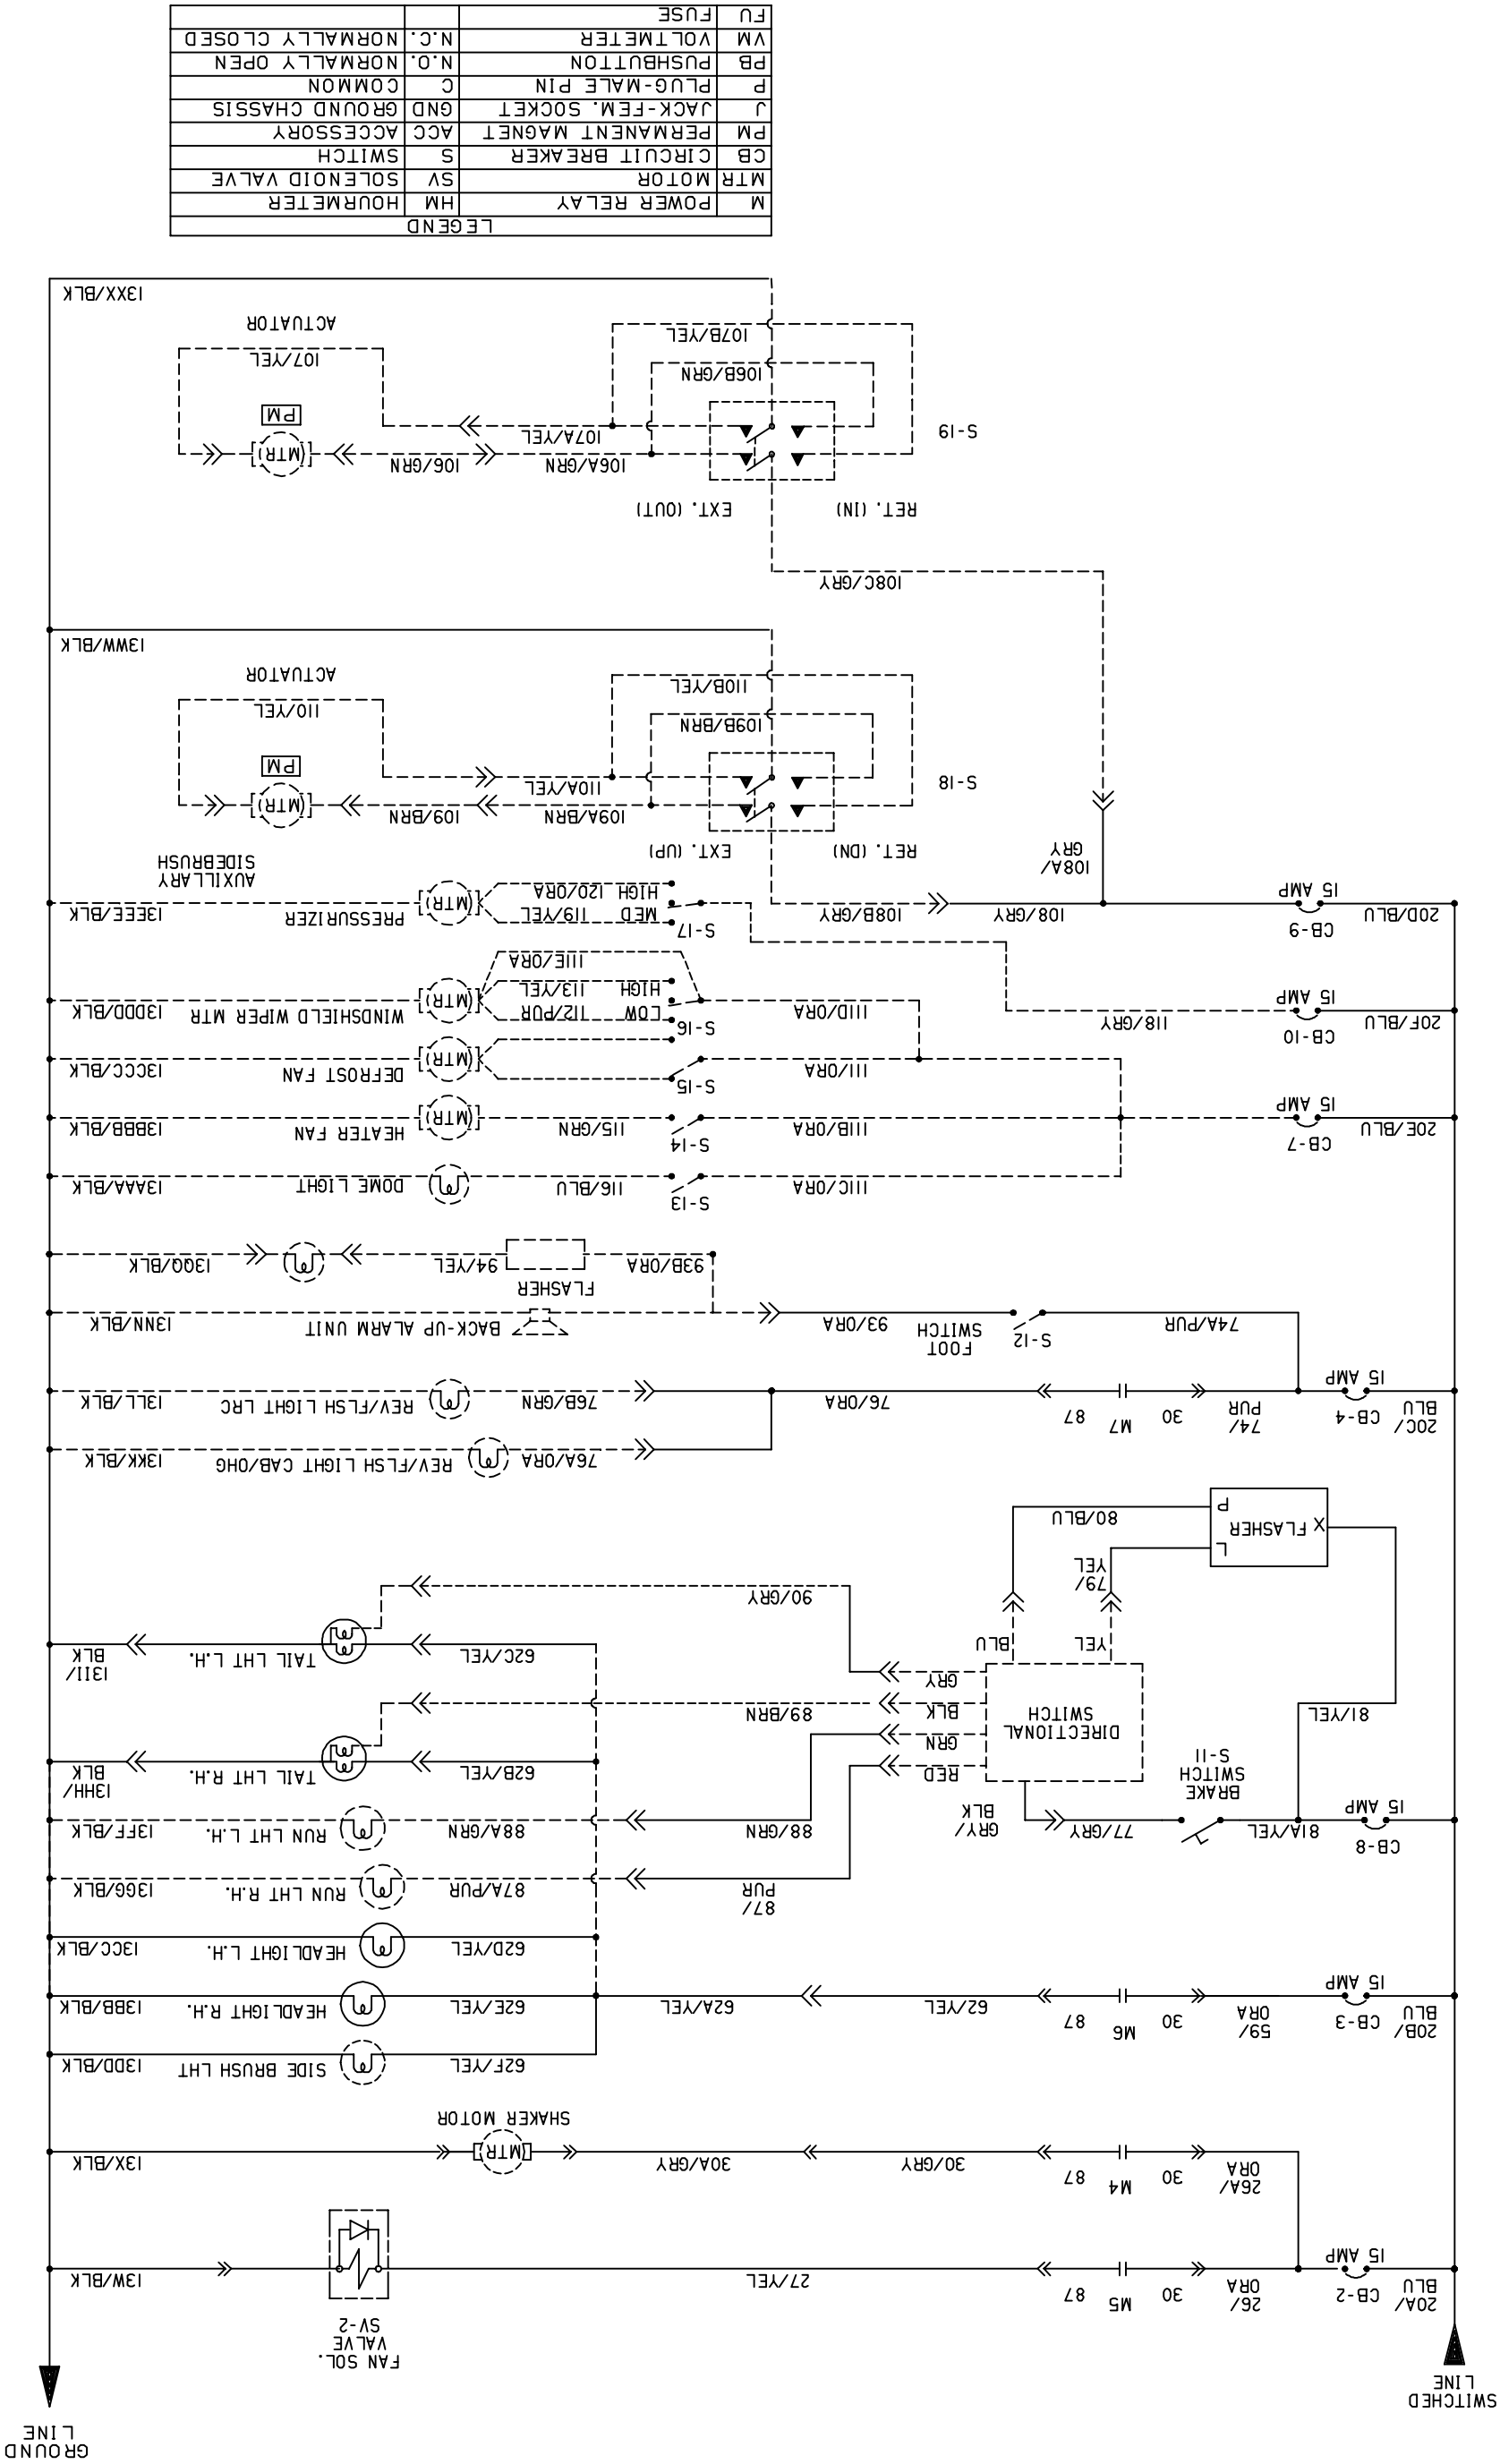 SWITCHED
LINE
GROUND
LINE
FAN SOL.
VALVE
SV-2
20A/
BLU
CB-2
15 AMP
26/
ORA
30
M5
87
27/YEL
13W/BLK
26A/
ORA
30
M4
87
30/GRY
30A/GRY
MTR
SHAKER MOTOR
13X/BLK
62F/YEL
SIDE BRUSH LHT
13DD/BLK
20B/
BLU
CB-3
15 AMP
59/
ORA
30
M6
87
62/YEL
62A/YEL
62E/YEL
HEADLIGHT R.H.
13BB/BLK
62D/YEL
HEADLIGHT L.H.
13CC/BLK
87/
PUR
87A/PUR
RUN LHT R.H.
13GG/BLK
CB-8
15 AMP
81A/YEL
BRAKE
SWITCH
S-11
77/GRY
GRY/
BLK
88/GRN
88A/GRN
RUN LHT L.H.
13FF/BLK
81/YEL
DIRECTIONAL
SWITCH
RED
GRN
BLK
GRY
62B/YEL
TAIL LHT R.H.
13HH/
BLK
89/BRN
YEL
BLU
62C/YEL
TAIL LHT L.H.
13II/
BLK
90/GRY
79/
YEL
80/BLU
X
FLASHER
L
P
76A/ORA
REV/FLSH LIGHT CAB/OHG
13KK/BLK
20C/
BLU
CB-4
15 AMP
74/
PUR
30
M7
87
76/ORA
76B/GRN
REV/FLSH LIGHT LRC
13LL/BLK
74A/PUR
S-12
FOOT
SWITCH
93/ORA
BACK-UP ALARM UNIT
13NN/BLK
93B/ORA
FLASHER
94/YEL
13QQ/BLK
111C/ORA
S-13
116/BLU
DOME LIGHT
13AAA/BLK
20E/BLU
CB-7
15 AMP
111B/ORA
S-14
115/GRN
MTR
HEATER FAN
13BBB/BLK
111/ORA
S-15
MTR
DEFROST FAN
13CCC/BLK
20F/BLU
CB-10
15 AMP
118/GRY
111D/ORA
S-16
LOW
112/PUR
HIGH
113/YEL
111E/ORA
MTR
WINDSHIELD WIPER MTR
13DDD/BLK
20D/BLU
CB-9
15 AMP
108/GRY
108B/GRY
108A/
GRY
S-17
MED
119/YEL
HIGH
120/ORA
MTR
PRESSURIZER
13EEE/BLK
AUXILLARY
SIDEBRUSH
RET. (DN)
EXT. (UP)
S-18
109A/BRN
109/BRN
MTR
PM
110A/YEL
109B/BRN
110B/YEL
110/YEL
ACTUATOR
13WW/BLK
108C/GRY
RET. (IN)
EXT. (OUT)
S-19
106A/GRN
106/GRN
MTR
PM
107A/YEL
106B/GRN
107B/YEL
107/YEL
ACTUATOR
13XX/BLK
LEGEND
M POWER RELAY HM HOURMETER
MTR MOTOR SV SOLENOID VALVE
CB CIRCUIT BREAKER S SWITCH
PM PERMANENT MAGNET ACC ACCESSORY
J JACK-FEM. SOCKET GND GROUND CHASSIS
P PLUG-MALE PIN C COMMON
PB PUSHBUTTON N.O. NORMALLY OPEN
VM VOLTMETER N.C. NORMALLY CLOSED
FU FUSE